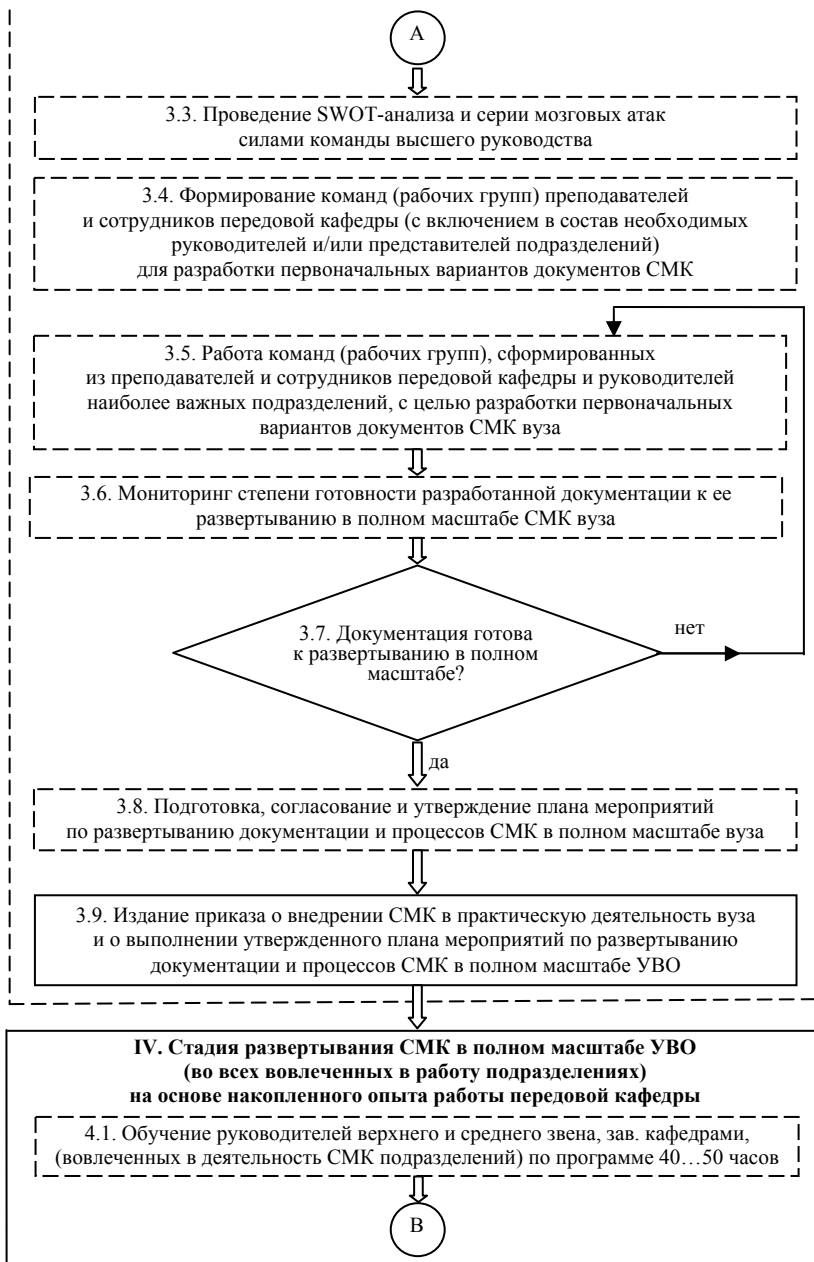 А
3.3. Проведение SWOT-анализа и серии мозговых атак
силами команды высшего руководства
3.4. Формирование команд (рабочих групп) преподавателей
и сотрудников передовой кафедры (с включением в состав необходимых
руководителей и/или представителей подразделений)
для разработки первоначальных вариантов документов СМК
3.5. Работа команд (рабочих групп), сформированных
из преподавателей и сотрудников передовой кафедры и руководителей
наиболее важных подразделений, с целью разработки первоначальных
вариантов документов СМК вуза
3.6. Мониторинг степени готовности разработанной документации к ее
развертыванию в полном масштабе СМК вуза
3.7. Документация готова
к развертыванию в полном
масштабе?
нет
да
3.8. Подготовка, согласование и утверждение плана мероприятий
по развертыванию документации и процессов СМК в полном масштабе вуза
3.9. Издание приказа о внедрении СМК в практическую деятельность вуза
и о выполнении утвержденного плана мероприятий по развертыванию
документации и процессов СМК в полном масштабе УВО
IV. Стадия развертывания СМК в полном масштабе УВО
(во всех вовлеченных в работу подразделениях)
на основе накопленного опыта работы передовой кафедры
4.1. Обучение руководителей верхнего и среднего звена, зав. кафедрами,
(вовлеченных в деятельность СМК подразделений) по программе 40…50 часов
В